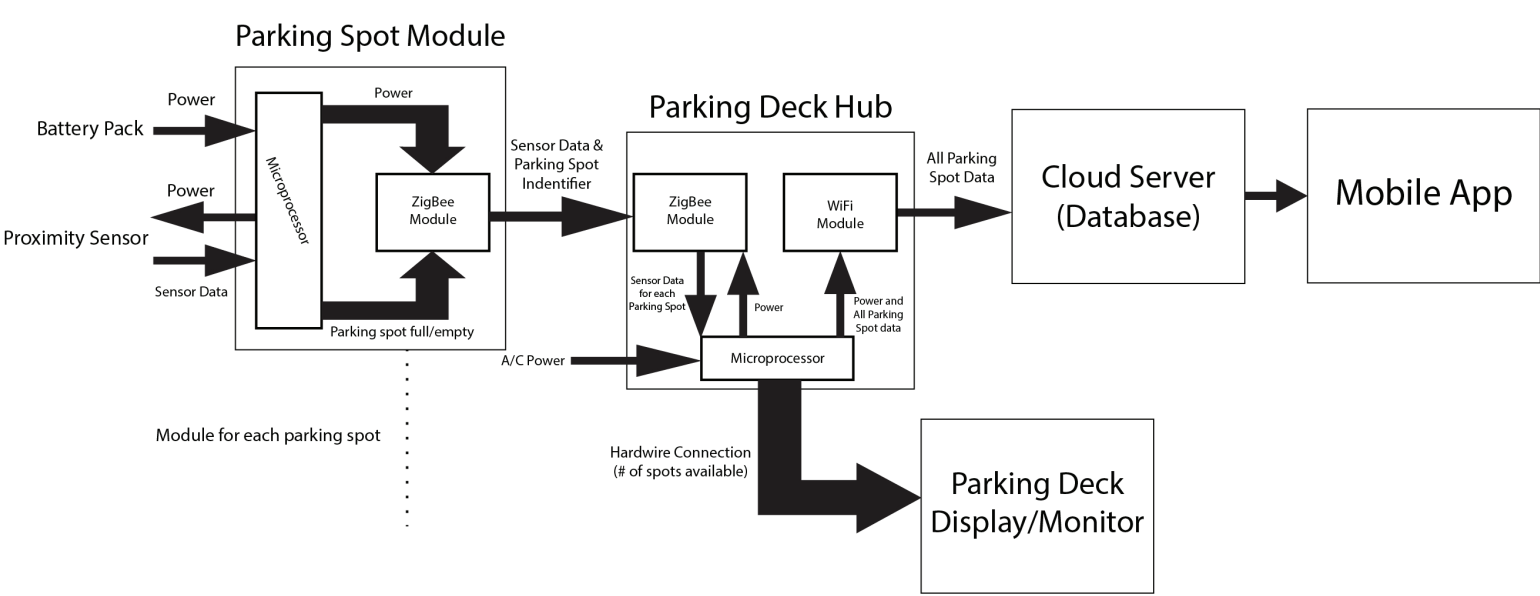 Parking Spot Module
Power
Battery Pack
Power
Proximity Sensor
Sensor Data
Microprocessor
Power
ZigBee
Module
Parking spot full/empty
Module for each parking spot
Sensor Data &
Parking Spot
Indentifier
Parking Deck Hub
ZigBee
Module
WiFi
Module
Sensor Data
for each
Parking Spot
Power
Power and
All Parking
Spot data
A/C Power
Microprocessor
Hardwire Connection
(# of spots available)
Parking Deck
Display/Monitor
All Parking
Spot Data
Cloud Server
(Database)
Mobile App